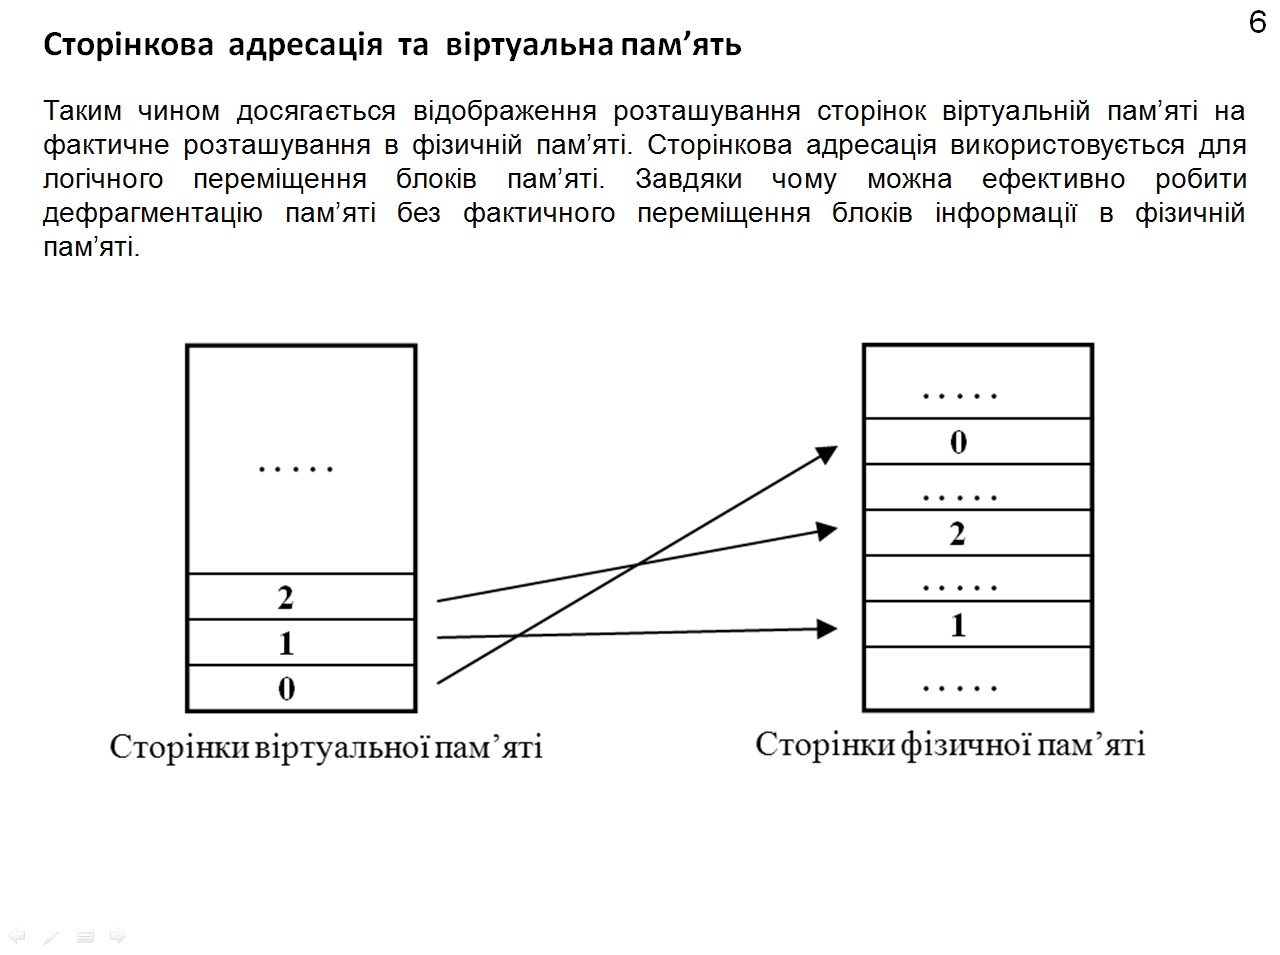 6
Сторінкова адресація та віртуальна пам’ять
Таким чином досягається відображення розташування сторінок віртуальній пам’яті на
фактичне розташування в фізичній пам’яті. Сторінкова адресація використовується для
логічного переміщення блоків пам’яті. Завдяки чому можна ефективно робити
дефрагментацію пам’яті без фактичного переміщення блоків інформації в фізичній
пам’яті.
. . . . .
2
1
0
Сторінки віртуальної пам’яті
. . . . .
0
. . . . .
2
. . . . .
1
. . . . .
Сторінки фізичної пам’яті